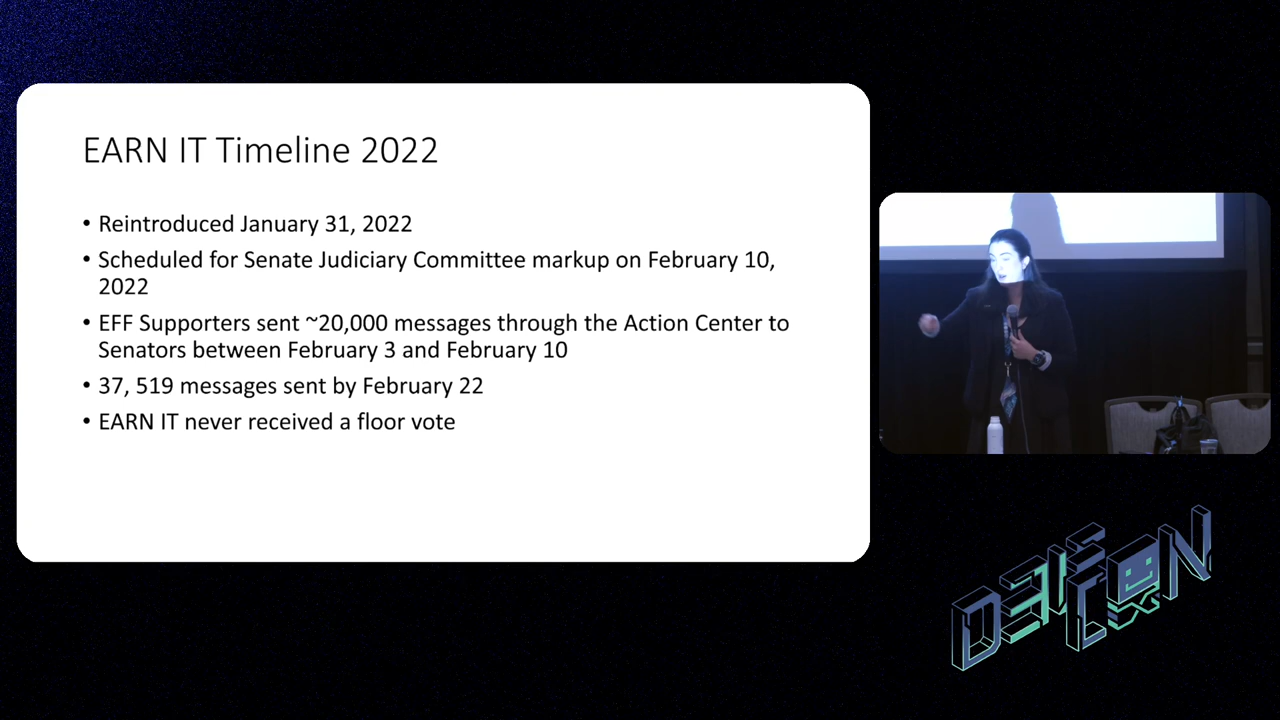 EARN IT Timeline 2022
• Reintroduced January 31, 2022
• Scheduled for Senate Judiciary Committee markup on February 10,
2022
• EFF Supporters sent ~20,000 messages through the Action Center to
Senators between February 3 and February 10
• 37, 519 messages sent by February 22
• EARN IT never received a floor vote
DEF
CON